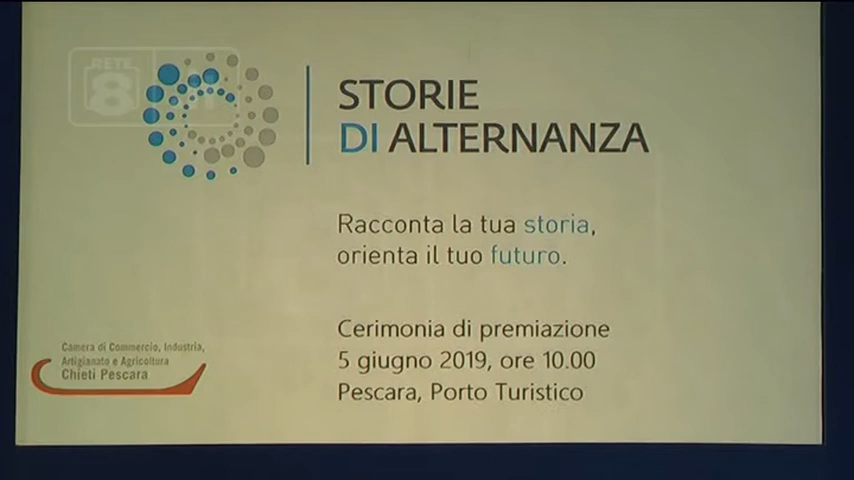 RETE
8
STORIE
DI ALTERNANZA
Racconta la tua storia,
orienta il tuo futuro.
Cerimonia di premiazione
5 giugno 2019, ore 10.00
Pescara, Porto Turistico
Camera di Commercio, Industria,
Artigianato e Agricoltura
Chieti Pescara